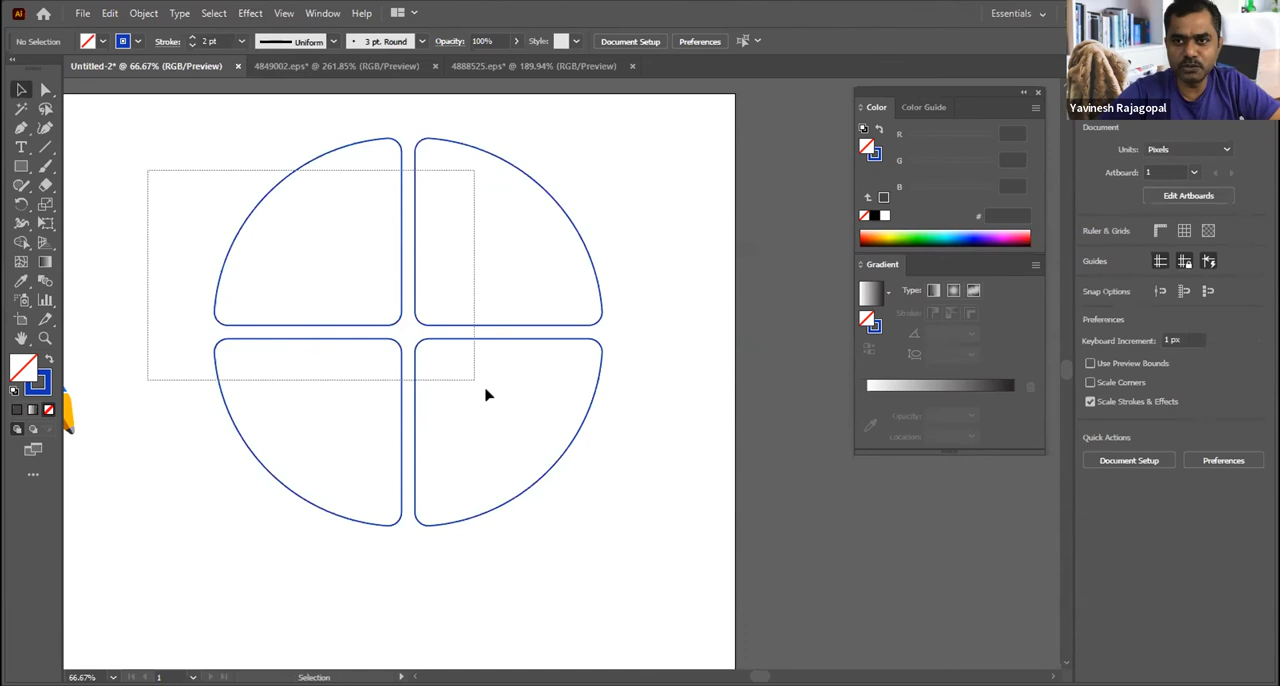 Ai File Edit Object Type Select Effect View Window Help Essentials
No Selection Stroke: 2 pt Uniform 3 pt. Round Opacity: 100% Style: Document Setup Preferences
Untitled-2* @ 66.67% (RGB/Preview) × 4849002.eps* @ 261.85% (RGB/Preview) × 4888525.eps* @ 189.94% (RGB/Preview) ×
Yavinesh Rajagopal
Color Color Guide
R
G
B
#
Gradient
Type:
Stroke:
Opacity:
Location:
Document
Units: Pixels
Artboard: 1
Edit Artboards
Ruler & Grids
Guides
Snap Options
Preferences
Keyboard Increment: 1 px
Use Preview Bounds
Scale Corners
Scale Strokes & Effects
Quick Actions
Document Setup Preferences
66.67% 1 Selection